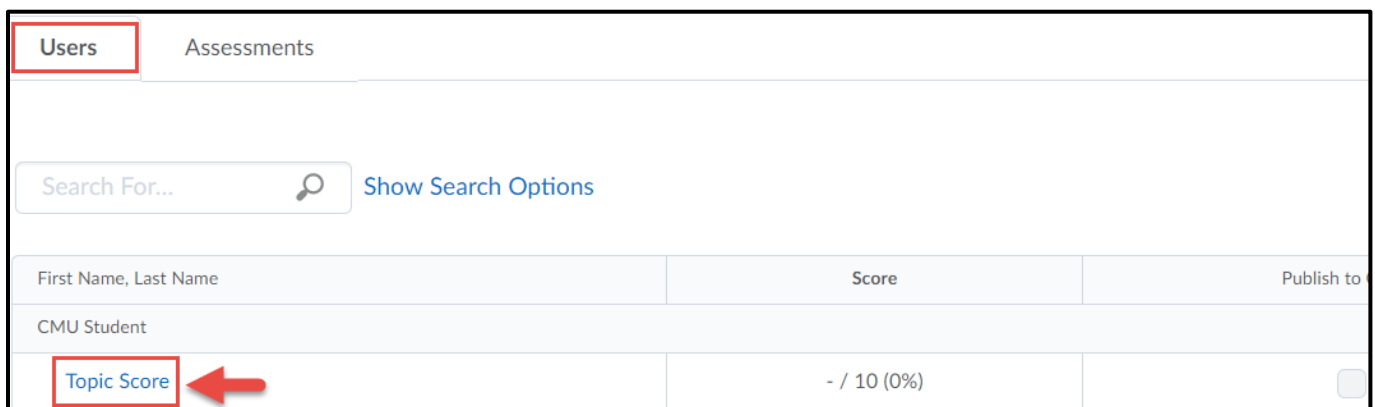 Users Assessments
Search For... Show Search Options
First Name, Last Name Score Publish to
CMU Student
Topic Score - / 10 (0%)